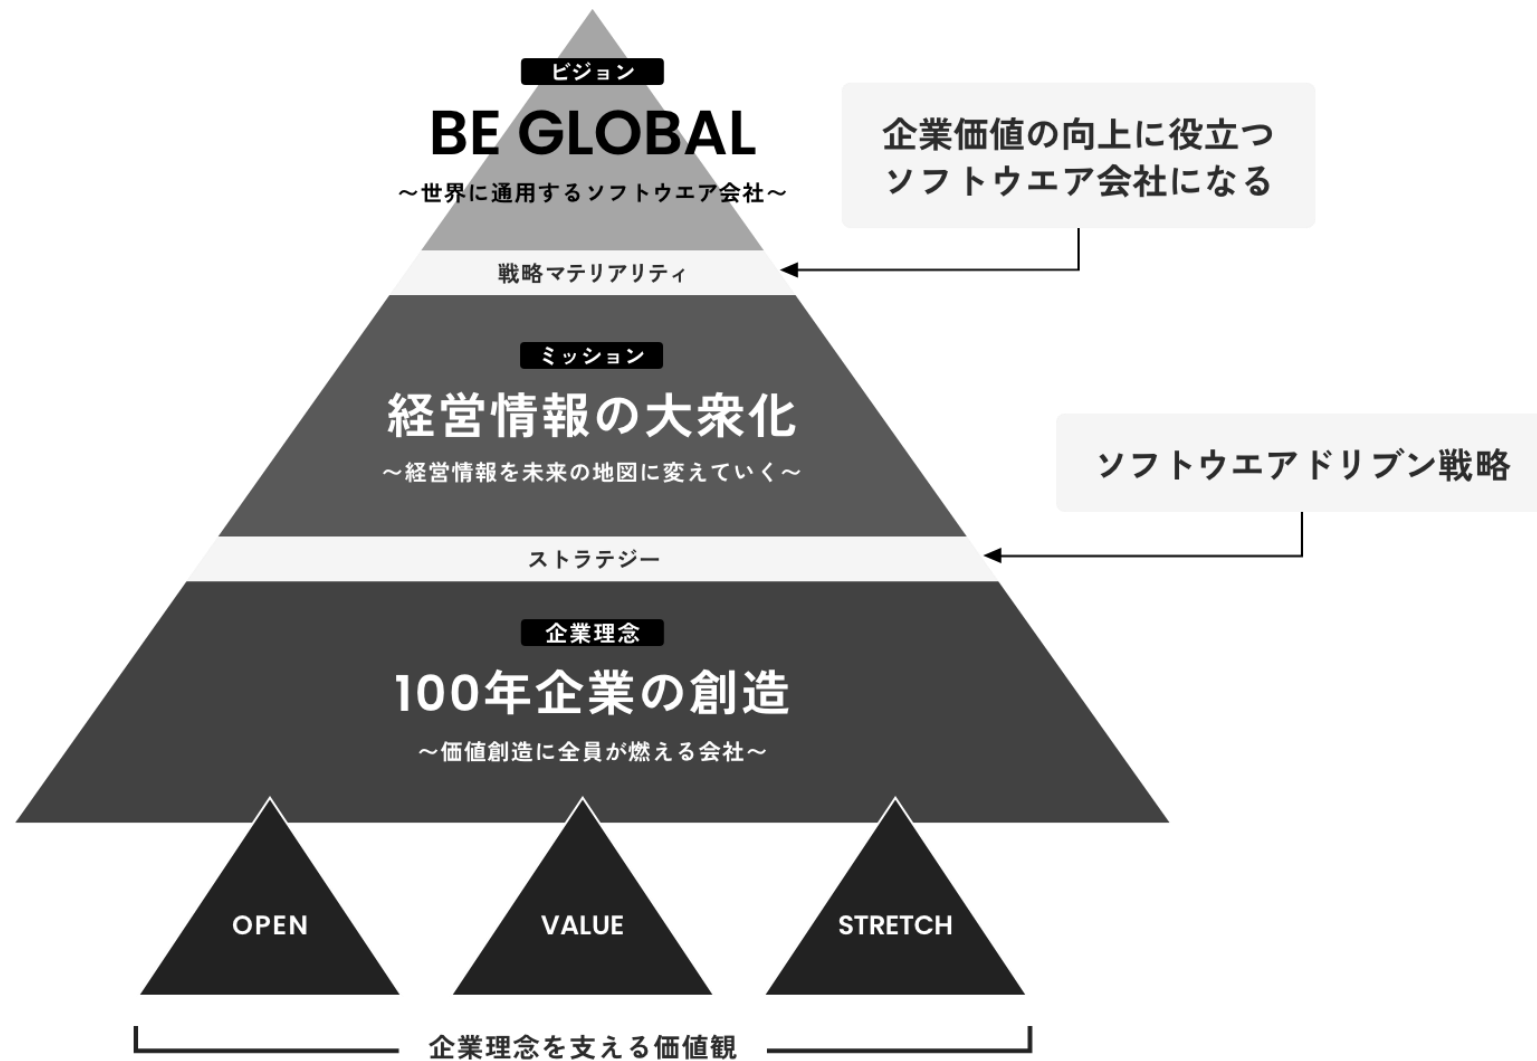 ビジョン
BE GLOBAL
〜世界に通用するソフトウエア会社〜
企業価値の向上に役立つ
ソフトウエア会社になる
戦略マテリアリティ
ミッション
経営情報の大衆化
〜経営情報を未来の地図に変えていく〜
ソフトウエアドリブン戦略
ストラテジー
企業理念
100年企業の創造
〜価値創造に全員が燃える会社〜
OPEN
VALUE
STRETCH
企業理念を支える価値観